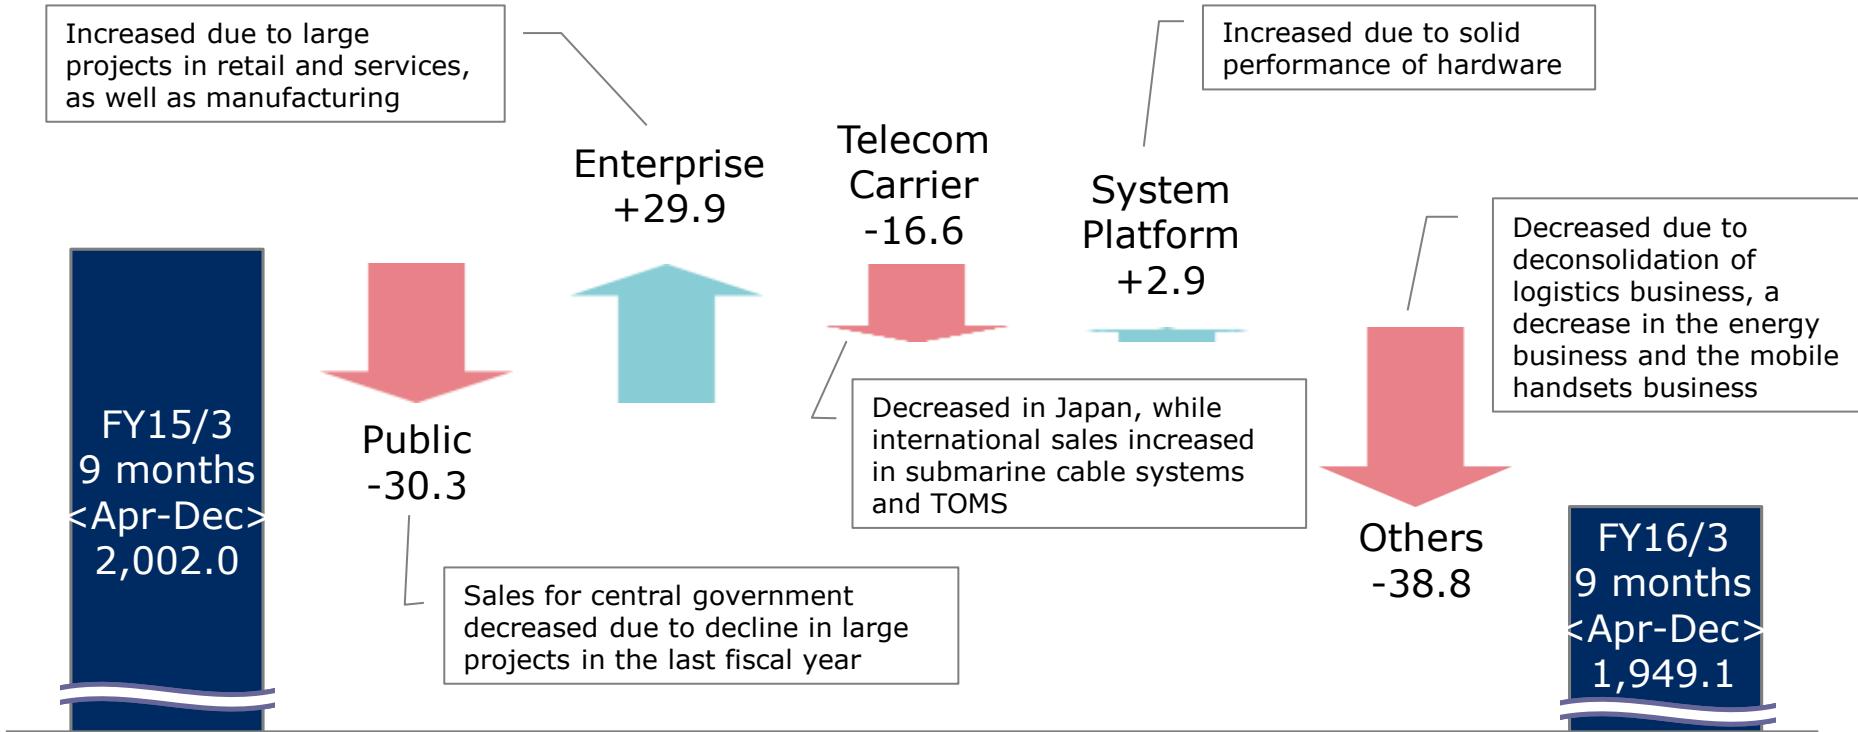 Increased due to large
projects in retail and services,
as well as manufacturing
Increased due to solid
performance of hardware
Enterprise
+29.9
Telecom
Carrier
-16.6
System
Platform
+2.9
Decreased due to
deconsolidation of
logistics business, a
decrease in the energy
business and the mobile
handsets business
FY15/3
9 months
<Apr-Dec>
2,002.0
Public
-30.3
Decreased in Japan, while
international sales increased
in submarine cable systems
and TOMS
Sales for central government
decreased due to decline in large
projects in the last fiscal year
Others
-38.8
FY16/3
9 months
<Apr-Dec>
1,949.1